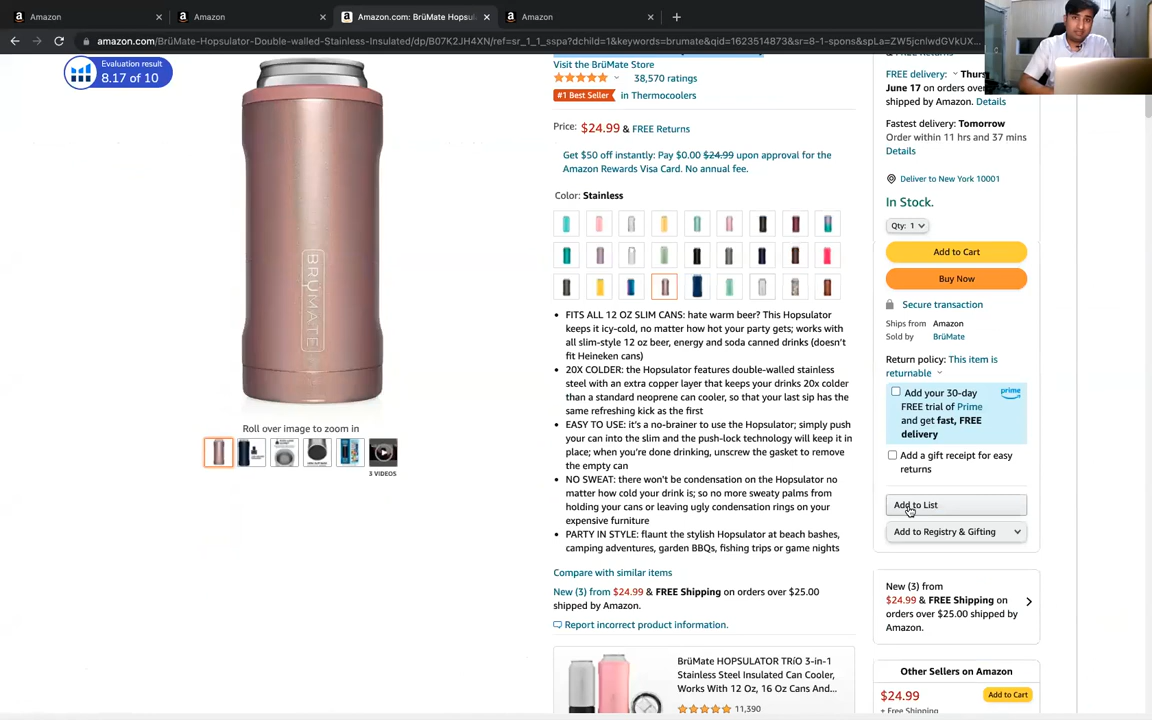 Amazon
Amazon
Amazon.com: BrüMate Hopsul
Amazon
amazon.com/BrüMate-Hopsulator-Double-walled-Stainless-Insulated/dp/B07K2JH4XN/ref=sr_1_1_sspa?dchild=1&keywords=brumate&qid=1623514873&sr=8-1-spons&spLa=ZW5jcnlwdGVkUX...
Evaluation result
8.17 of 10
BRÜMATE
Roll over image to zoom in
3 VIDEOS
Visit the BrüMate Store
38,570 ratings
#1 Best Seller in Thermocoolers
Price: $24.99 & FREE Returns
Get $50 off instantly: Pay $0.00 $24.99 upon approval for the
Amazon Rewards Visa Card. No annual fee.
Color: Stainless
• FITS ALL 12 OZ SLIM CANS: hate warm beer? This Hopsulator
keeps it icy-cold, no matter how hot your party gets; works with
all slim-style 12 oz beer, energy and soda canned drinks (doesn't
fit Heineken cans)
• 20X COLDER: the Hopsulator features double-walled stainless
steel with an extra copper layer that keeps your drinks 20x colder
than a standard neoprene can cooler, so that your last sip has the
same refreshing kick as the first
• EASY TO USE: it's a no-brainer to use the Hopsulator; simply push
your can into the slim and the push-lock technology will keep it in
place; when you're done drinking, unscrew the gasket to remove
the empty can
• NO SWEAT: there won't be condensation on the Hopsulator no
matter how cold your drink is; so no more sweaty palms from
holding your cans or leaving ugly condensation rings on your
expensive furniture
• PARTY IN STYLE: flaunt the stylish Hopsulator at beach bashes,
camping adventures, garden BBQs, fishing trips or game nights
Compare with similar items
New (3) from $24.99 & FREE Shipping on orders over $25.00
shipped by Amazon.
Report incorrect product information.
BrüMate HOPSULATOR TRíO 3-in-1
Stainless Steel Insulated Can Cooler,
Works With 12 Oz, 16 Oz Cans And...
11,390
& FREE Returns
FREE delivery: Thurs
June 17 on orders over
shipped by Amazon. Details
Fastest delivery: Tomorrow
Order within 11 hrs and 37 mins
Details
Deliver to New York 10001
In Stock.
Qty: 1
Add to Cart
Buy Now
Secure transaction
Ships from Amazon
Sold by BrüMate
Return policy: This item is
returnable
Add your 30-day
FREE trial of Prime
and get fast, FREE
delivery
prime
Add a gift receipt for easy
returns
Add to List
Add to Registry & Gifting
New (3) from
$24.99 & FREE Shipping on
orders over $25.00 shipped by
Amazon.
Other Sellers on Amazon
$24.99 Add to Cart
+ Free Shipping